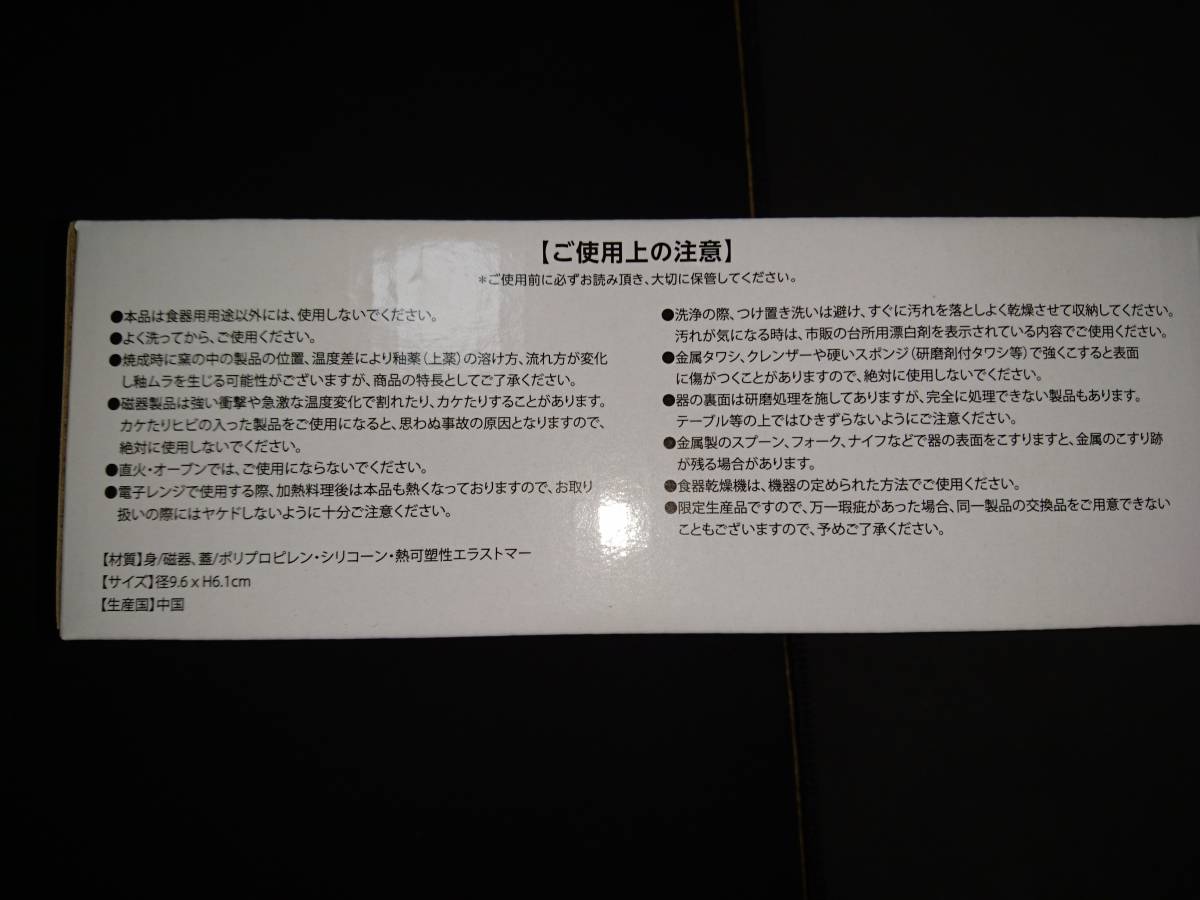 【ご使用上の注意】
*ご使用前に必ずお読み頂き、大切に保管してください。
●本品は食器用用途以外には、使用しないでください。
●よく洗ってから、ご使用ください。
●焼成時に窯の中の製品の位置、温度差により釉薬(上薬)の溶け方、流れ方が変化
し釉ムラを生じる可能性がございますが、商品の特長としてご了承ください。
●磁器製品は強い衝撃や急激な温度変化で割れたり、カケたりすることがあります。
カケたりヒビの入った製品をご使用になると、思わぬ事故の原因となりますので、
絶対に使用しないでください。
●直火・オーブンでは、ご使用にならないでください。
●電子レンジで使用する際、加熱料理後は本品も熱くなっておりますので、お取り
扱いの際にはヤケドしないように十分ご注意ください。
【材質】身/磁器、蓋/ポリプロピレン・シリコーン・熱可塑性エラストマー
【サイズ】径9.6 x H6.1cm
【生産国】中国
●洗浄の際、つけ置き洗いは避け、すぐに汚れを落としよく乾燥させて収納してください。
汚れが気になる時は、市販の台所用漂白剤を表示されている内容でご使用ください。
●金属タワシ、クレンザーや硬いスポンジ(研磨剤付タワシ等)で強くこすると表面
に傷がつくことがありますので、絶対に使用しないでください。
●器の裏面は研磨処理を施してありますが、完全に処理できない製品もあります。
テーブル等の上ではひきずらないようにご注意ください。
●金属製のスプーン、フォーク、ナイフなどで器の表面をこすりますと、金属のこすり跡
が残る場合があります。
●食器乾燥機は、機器の定められた方法でご使用ください。
●限定生産品ですので、万一瑕疵があった場合、同一製品の交換品をご用意できない
こともございますので、予めご了承ください。